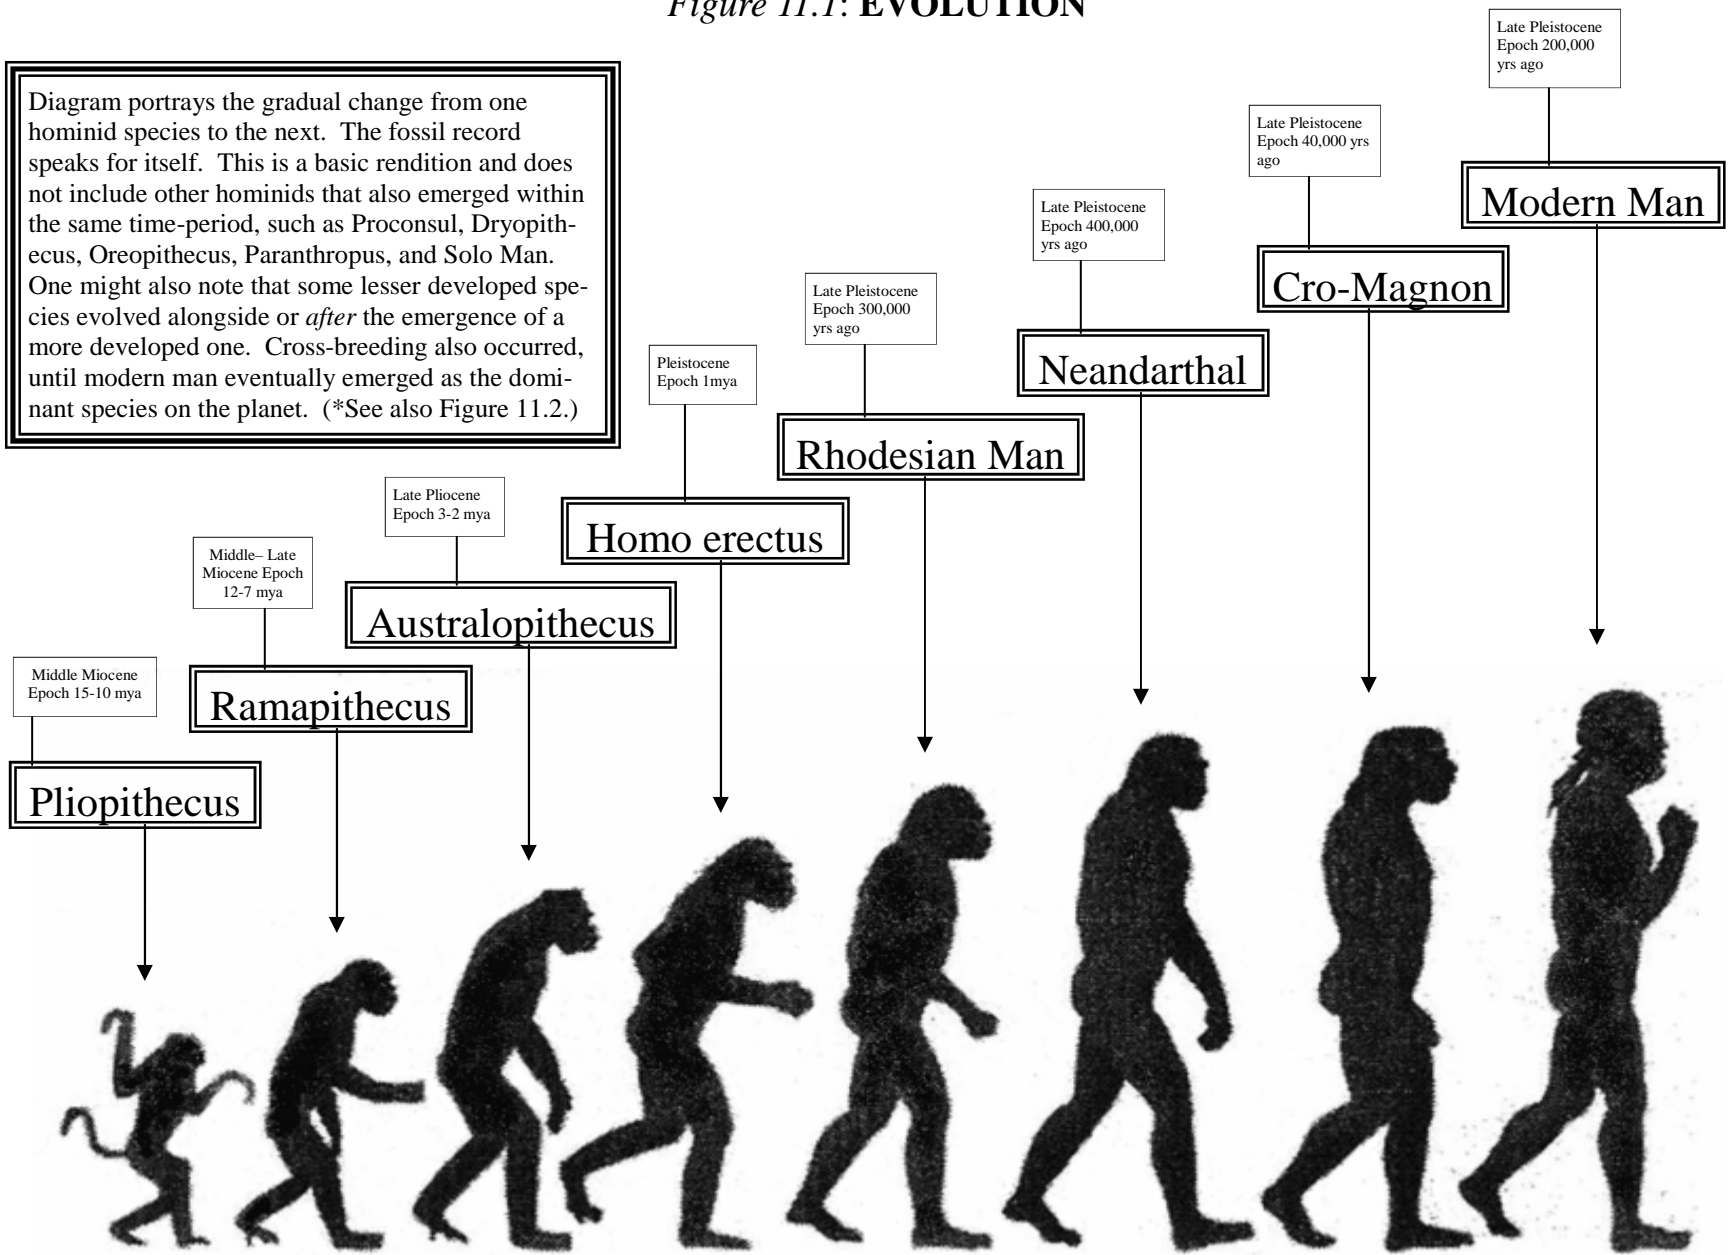 Figure 11.1: EVOLUTION
Diagram portrays the gradual change from one
hominid species to the next. The fossil record
speaks for itself. This is a basic rendition and does
not include other hominids that also emerged within
the same time-period, such as Proconsul, Dryopith-
ecus, Oreopithecus, Paranthropus, and Solo Man.
One might also note that some lesser developed spe-
cies evolved alongside or after the emergence of a
more developed one. Cross-breeding also occurred,
until modern man eventually emerged as the domi-
nant species on the planet. (*See also Figure 11.2.)
Middle Miocene
Epoch 15-10 mya
Pliopithecus
Middle– Late
Miocene Epoch
12-7 mya
Ramapithecus
Late Pliocene
Epoch 3-2 mya
Australopithecus
Pleistocene
Epoch 1mya
Homo erectus
Late Pleistocene
Epoch 300,000
yrs ago
Rhodesian Man
Late Pleistocene
Epoch 400,000
yrs ago
Neandarthal
Late Pleistocene
Epoch 40,000 yrs
ago
Cro-Magnon
Late Pleistocene
Epoch 200,000
yrs ago
Modern Man